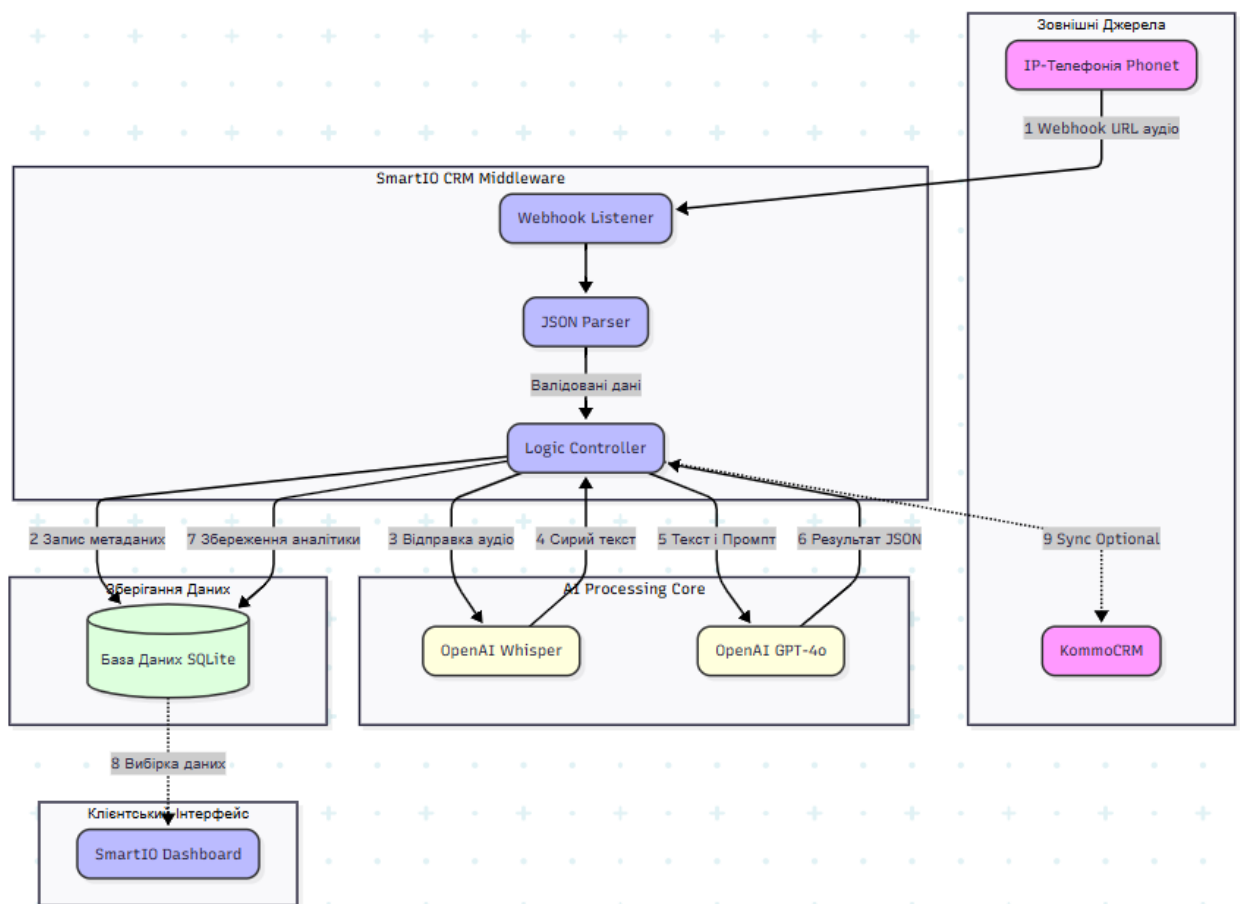 Зовнішні Джерела
IP-Телефонія Phonet
1 Webhook URL аудіо
SmartIO CRM Middleware
Webhook Listener
JSON Parser
Валідовані дані
Logic Controller
2 Запис метаданих
7 Збереження аналітики
3 Відправка аудіо
4 Сирий текст
5 Текст і Промпт
6 Результат JSON
9 Sync Optional
Зберігання Даних
AI Processing Core
База Даних SQLite
OpenAI Whisper
OpenAI GPT-4o
KommoCRM
8 Вибірка даних
Клієнтський Інтерфейс
SmartIO Dashboard